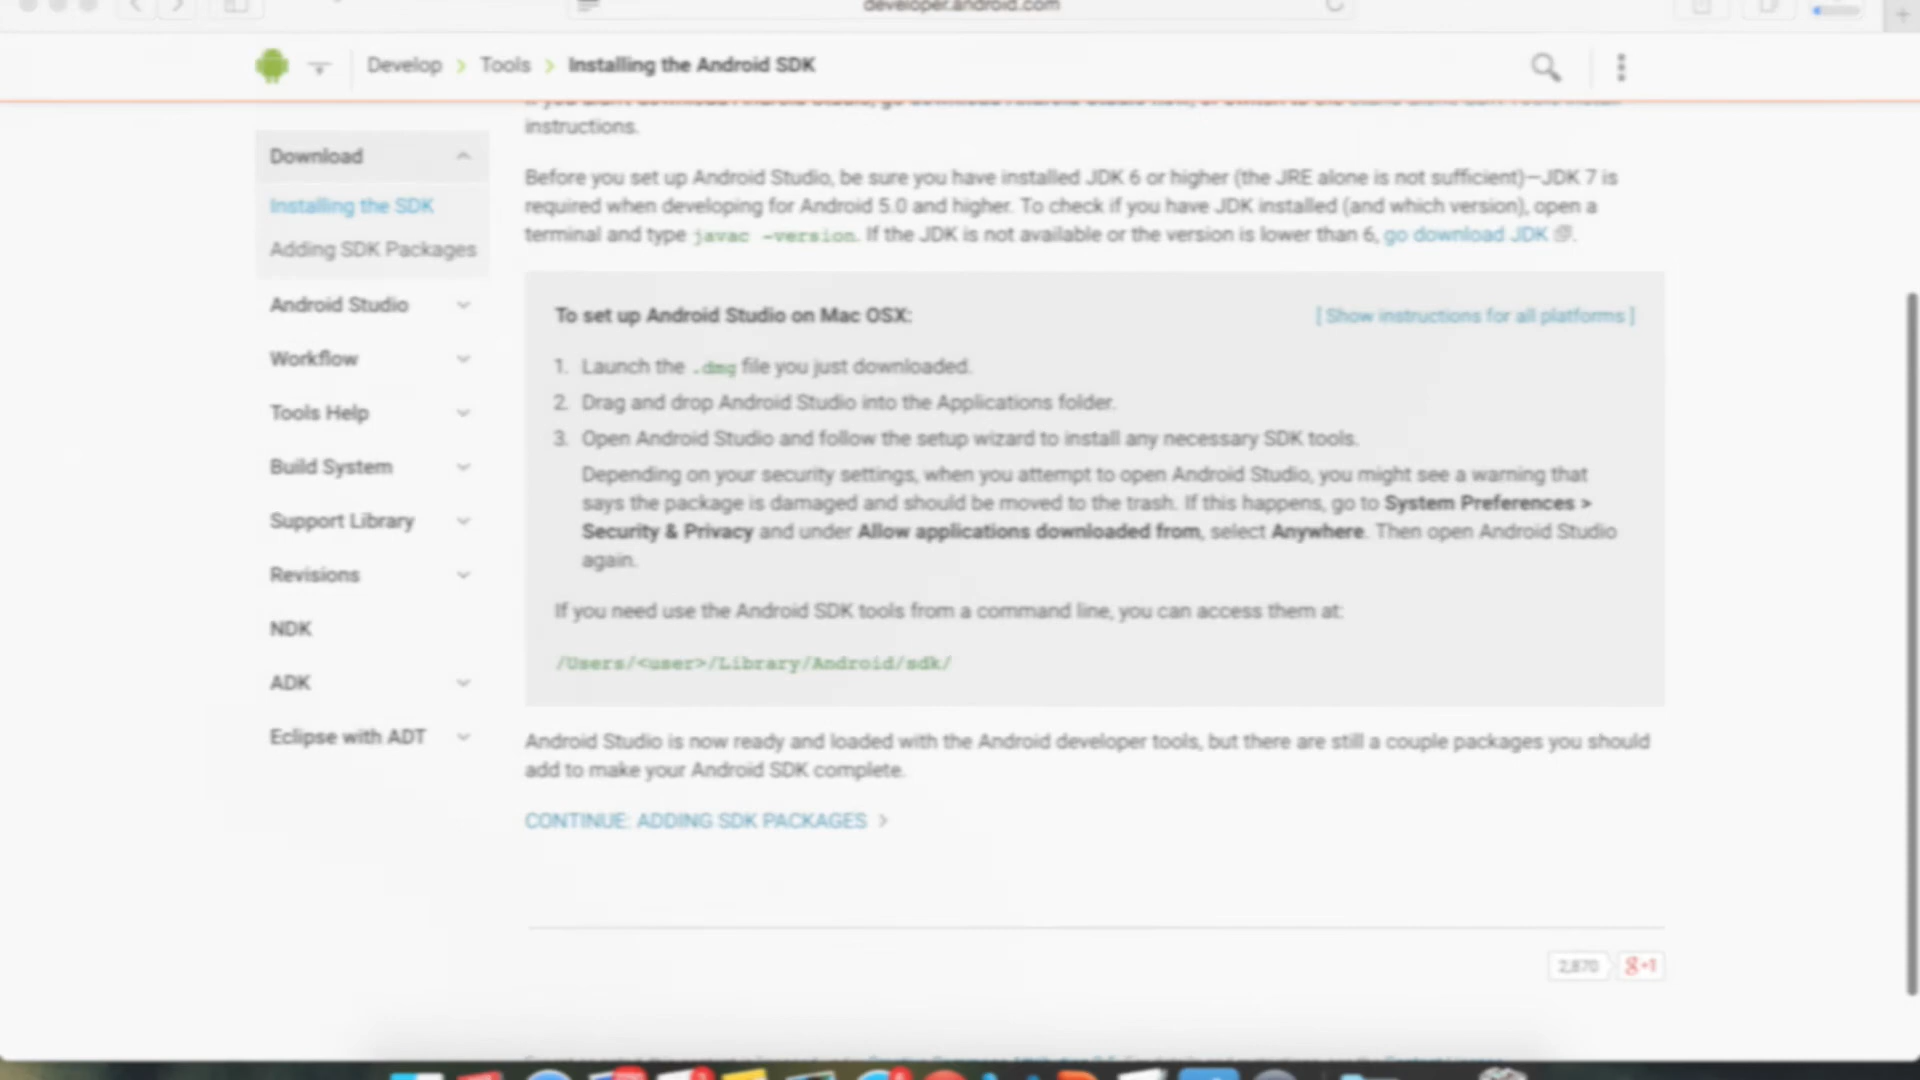 developer.android.com
Develop > Tools > Installing the Android SDK
instructions.
Download
Installing the SDK
Adding SDK Packages
Android Studio
Workflow
Tools Help
Build System
Support Library
Revisions
NDK
ADK
Eclipse with ADT
Before you set up Android Studio, be sure you have installed JDK 6 or higher (the JRE alone is not sufficient)—JDK 7 is
required when developing for Android 5.0 and higher. To check if you have JDK installed (and which version), open a
terminal and type javac -version. If the JDK is not available or the version is lower than 6, go download JDK.
To set up Android Studio on Mac OSX:
[ Show instructions for all platforms ]
1. Launch the .dmg file you just downloaded.
2. Drag and drop Android Studio into the Applications folder.
3. Open Android Studio and follow the setup wizard to install any necessary SDK tools.
Depending on your security settings, when you attempt to open Android Studio, you might see a warning that
says the package is damaged and should be moved to the trash. If this happens, go to System Preferences >
Security & Privacy and under Allow applications downloaded from, select Anywhere. Then open Android Studio
again.
If you need use the Android SDK tools from a command line, you can access them at:
/Users/<user>/Library/Android/sdk/
Android Studio is now ready and loaded with the Android developer tools, but there are still a couple packages you should
add to make your Android SDK complete.
CONTINUE: ADDING SDK PACKAGES >
2,870 g+1